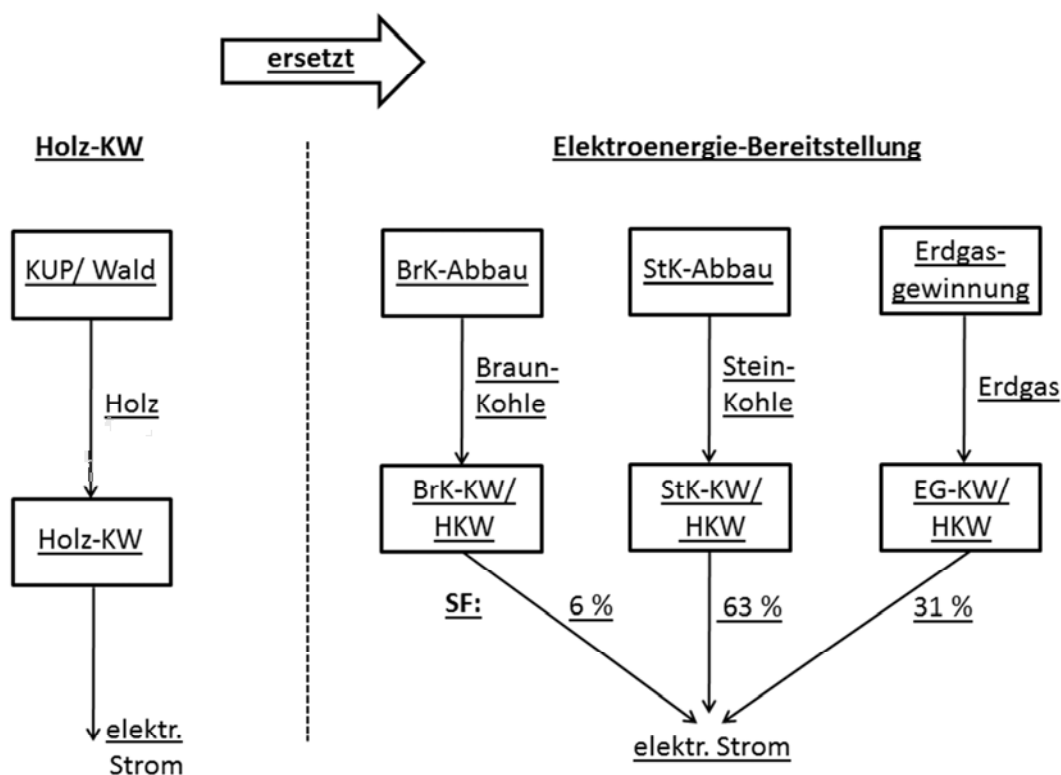 ersetzt
Holz-KW
Elektroenergie-Bereitstellung
KUP/ Wald
BrK-Abbau
StK-Abbau
Erdgas-
gewinnung
Holz
Braun-
Kohle
Stein-
Kohle
Erdgas
Holz-KW
BrK-KW/
HKW
StK-KW/
HKW
EG-KW/
HKW
SF:
6 %
63 %
31 %
elektr.
Strom
elektr. Strom